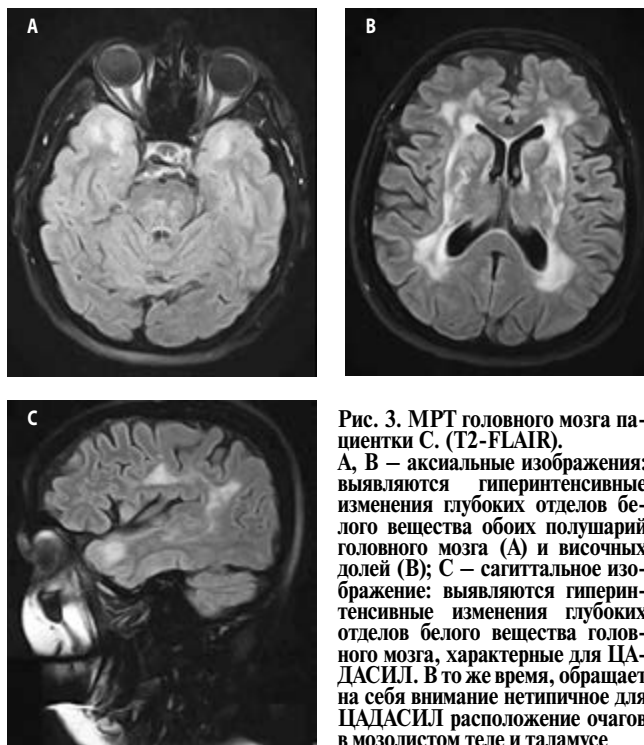 A
B
C
Рис. 3. МРТ головного мозга па-
циентки С. (T2-FLAIR).
А, В – аксиальные изображения:
выявляются гиперинтенсивные
изменения глубоких отделов бе-
лого вещества обоих полушарий
головного мозга (А) и височных
долей (В); С – сагиттальное изо-
бражение: выявляются гиперин-
тенсивные изменения глубоких
отделов белого вещества голов-
ного мозга, характерные для ЦА-
ДАСИЛ. В то же время, обращает
на себя внимание нетипичное для
ЦАДАСИЛ расположение очагов
в мозолистом теле и таламусе